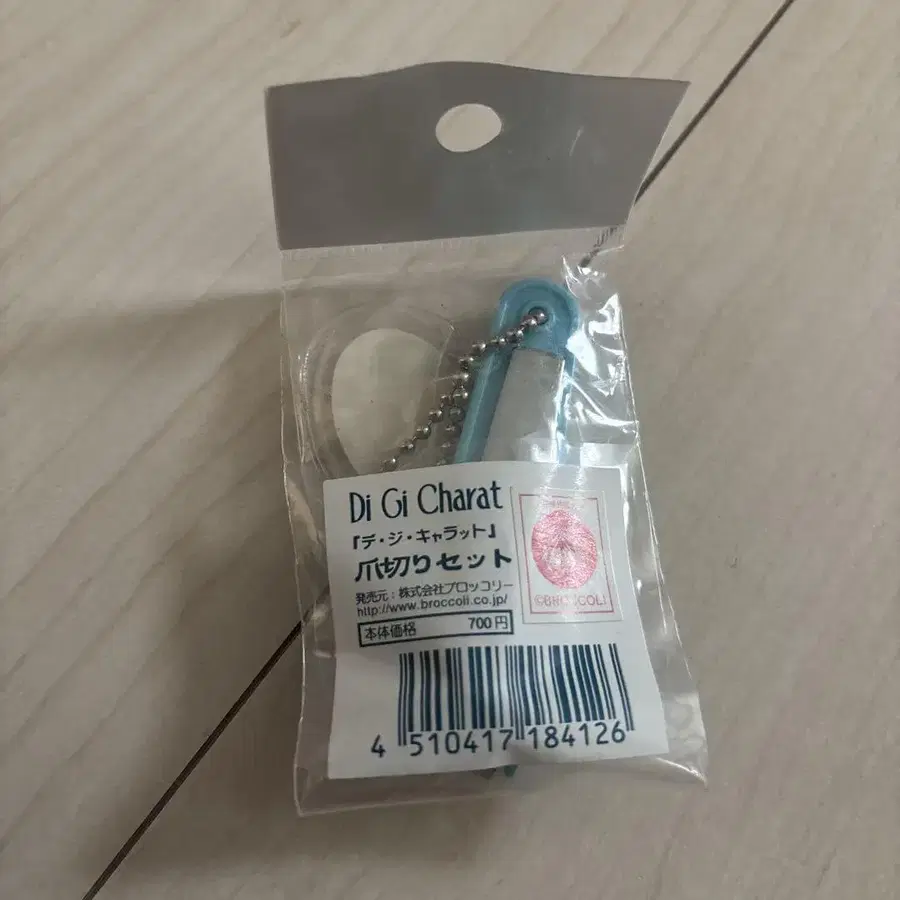 Di Gi Charat
『デ・ジ・キャラット』
爪切りセット
発売元：株式会社ブロッコリー
http://www.broccoli.co.jp/
本体価格 700円
©BROCCOLI
4 510417 184126